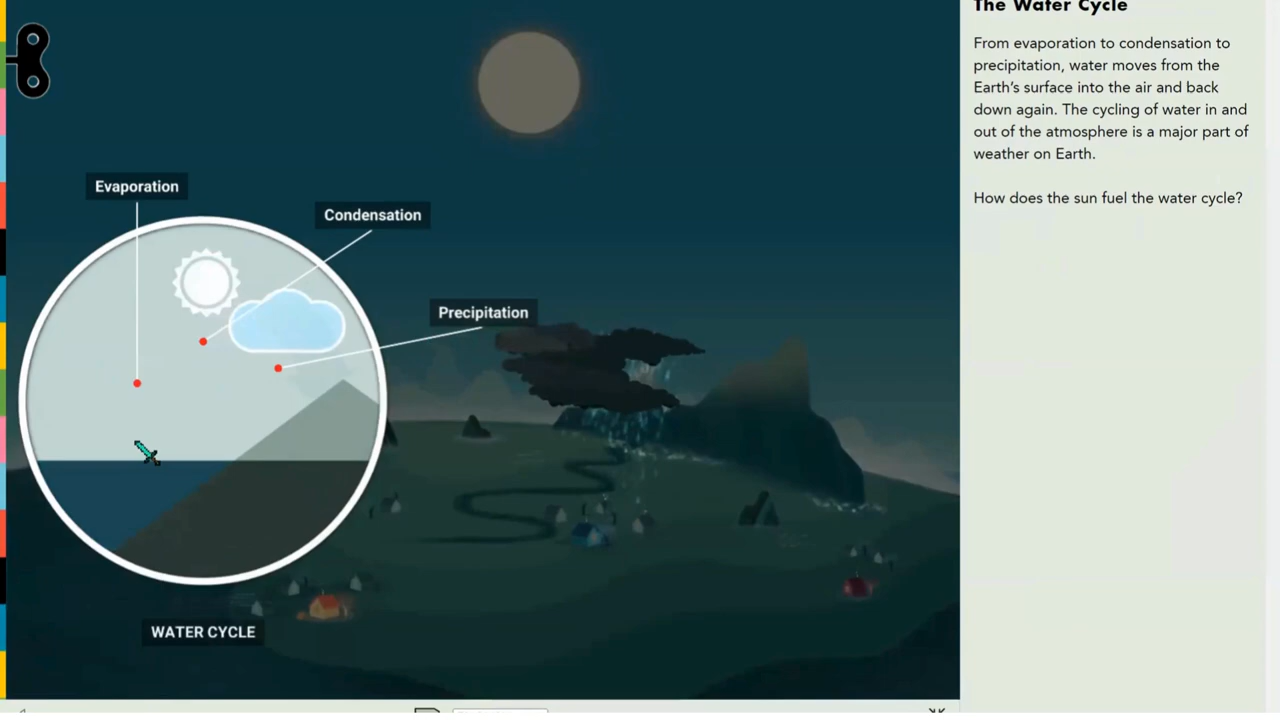 The Water Cycle
From evaporation to condensation to
precipitation, water moves from the
Earth's surface into the air and back
down again. The cycling of water in and
out of the atmosphere is a major part of
weather on Earth.
How does the sun fuel the water cycle?
Evaporation
Condensation
Precipitation
WATER CYCLE